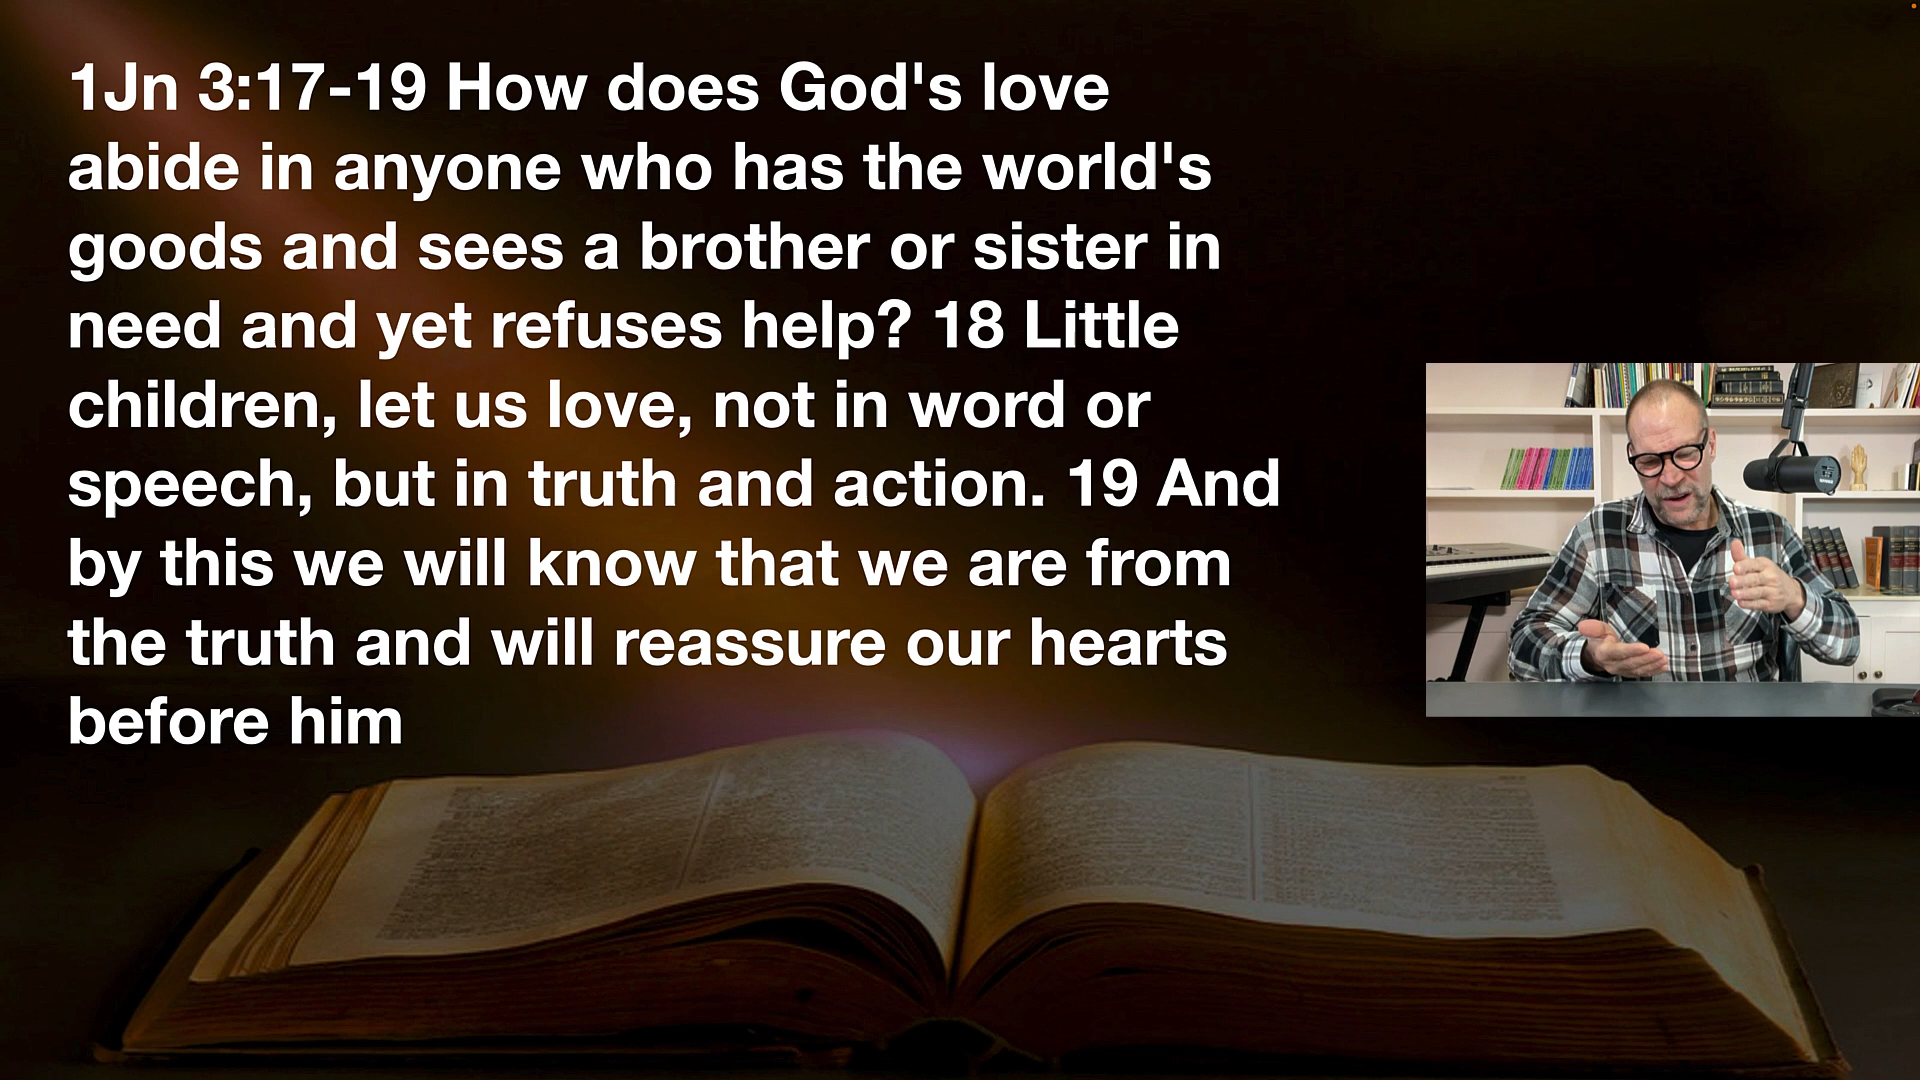 1Jn 3:17-19 How does God's love
abide in anyone who has the world's
goods and sees a brother or sister in
need and yet refuses help? 18 Little
children, let us love, not in word or
speech, but in truth and action. 19 And
by this we will know that we are from
the truth and will reassure our hearts
before him